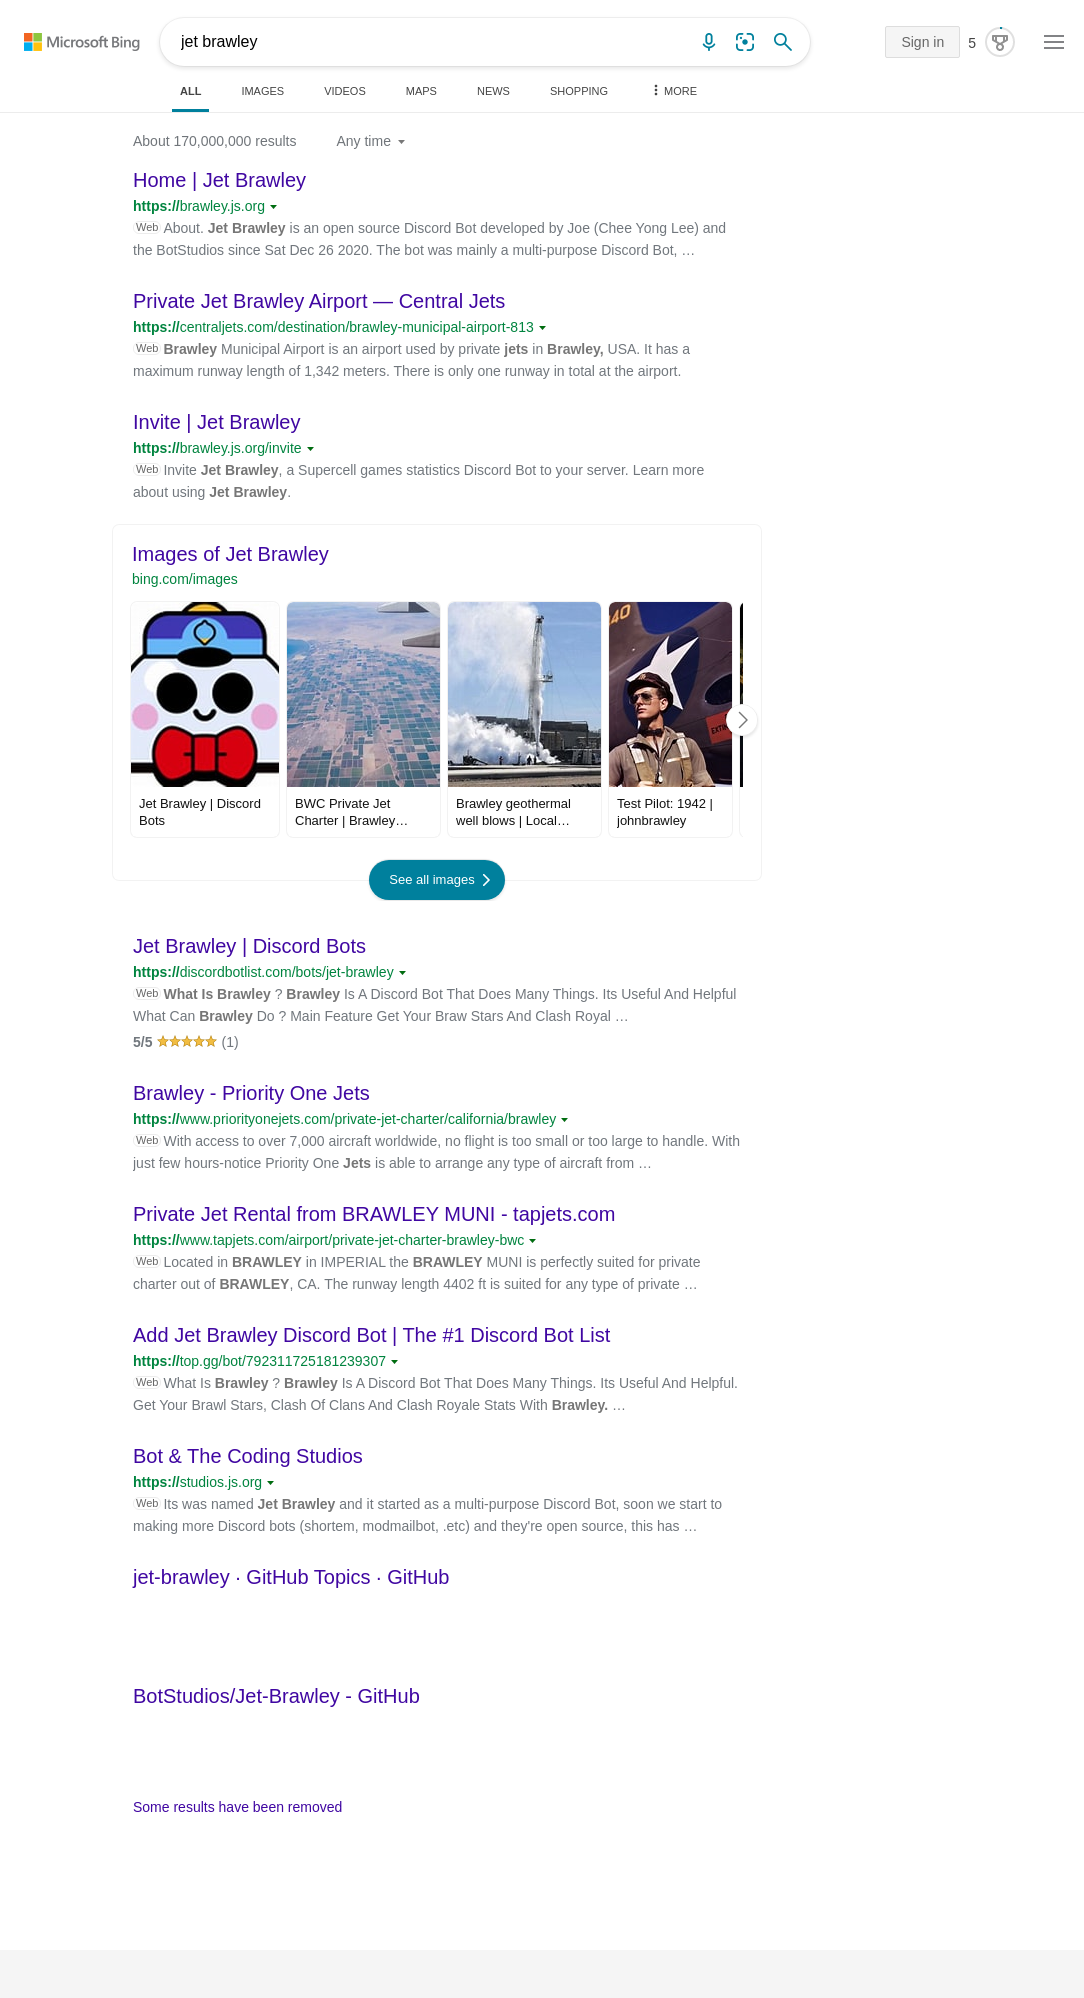 Microsoft Bing
jet brawley
Sign in
5
ALL
IMAGES
VIDEOS
MAPS
NEWS
SHOPPING
MORE
About 170,000,000 results
Any time
Home | Jet Brawley
https://brawley.js.org
Web About. Jet Brawley is an open source Discord Bot developed by Joe (Chee Yong Lee) and
the BotStudios since Sat Dec 26 2020. The bot was mainly a multi-purpose Discord Bot, …
Private Jet Brawley Airport — Central Jets
https://centraljets.com/destination/brawley-municipal-airport-813
Web Brawley Municipal Airport is an airport used by private jets in Brawley, USA. It has a
maximum runway length of 1,342 meters. There is only one runway in total at the airport.
Invite | Jet Brawley
https://brawley.js.org/invite
Web Invite Jet Brawley, a Supercell games statistics Discord Bot to your server. Learn more
about using Jet Brawley.
Images of Jet Brawley
bing.com/images
40
EXTIN
Jet Brawley | Discord
Bots
BWC Private Jet
Charter | Brawley…
Brawley geothermal
well blows | Local…
Test Pilot: 1942 |
johnbrawley
See all images
Jet Brawley | Discord Bots
https://discordbotlist.com/bots/jet-brawley
Web What Is Brawley ? Brawley Is A Discord Bot That Does Many Things. Its Useful And Helpful
What Can Brawley Do ? Main Feature Get Your Braw Stars And Clash Royal …
5/5 (1)
Brawley - Priority One Jets
https://www.priorityonejets.com/private-jet-charter/california/brawley
Web With access to over 7,000 aircraft worldwide, no flight is too small or too large to handle. With
just few hours-notice Priority One Jets is able to arrange any type of aircraft from …
Private Jet Rental from BRAWLEY MUNI - tapjets.com
https://www.tapjets.com/airport/private-jet-charter-brawley-bwc
Web Located in BRAWLEY in IMPERIAL the BRAWLEY MUNI is perfectly suited for private
charter out of BRAWLEY, CA. The runway length 4402 ft is suited for any type of private …
Add Jet Brawley Discord Bot | The #1 Discord Bot List
https://top.gg/bot/792311725181239307
Web What Is Brawley ? Brawley Is A Discord Bot That Does Many Things. Its Useful And Helpful.
Get Your Brawl Stars, Clash Of Clans And Clash Royale Stats With Brawley. …
Bot & The Coding Studios
https://studios.js.org
Web Its was named Jet Brawley and it started as a multi-purpose Discord Bot, soon we start to
making more Discord bots (shortem, modmailbot, .etc) and they're open source, this has …
jet-brawley · GitHub Topics · GitHub
BotStudios/Jet-Brawley - GitHub
Some results have been removed